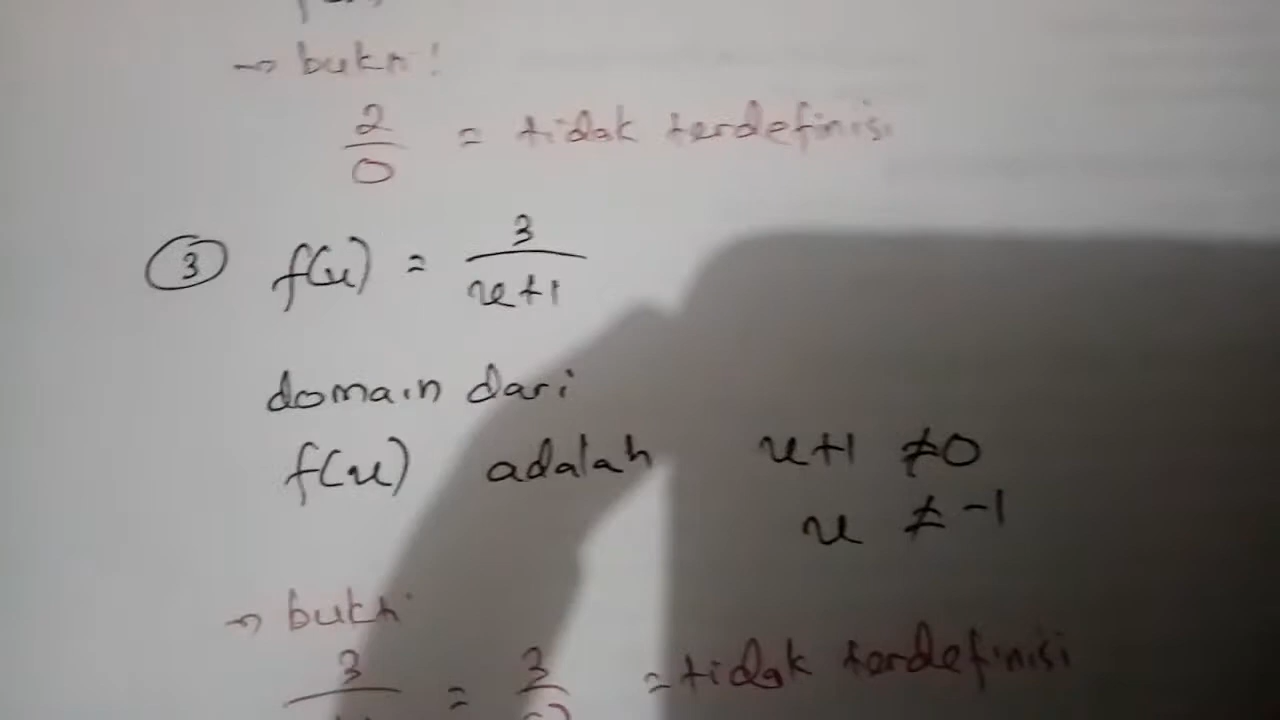 → bukti!
2/0 = tidak terdefinisi
③ f(x) = 3/(x+1)
domain dari
f(x) adalah x+1 ≠ 0
x ≠ -1
→ bukti
3 = 3 = tidak terdefinisi